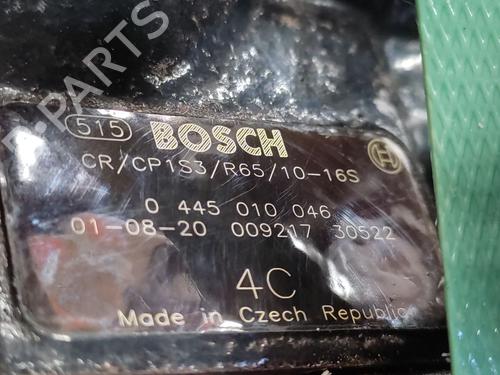 B-Parts
515 BOSCH
CR/CP1S3/R65/10-16S
0 445 010 046
01-08-20 009217 30522
4C
Made in Czech Republic